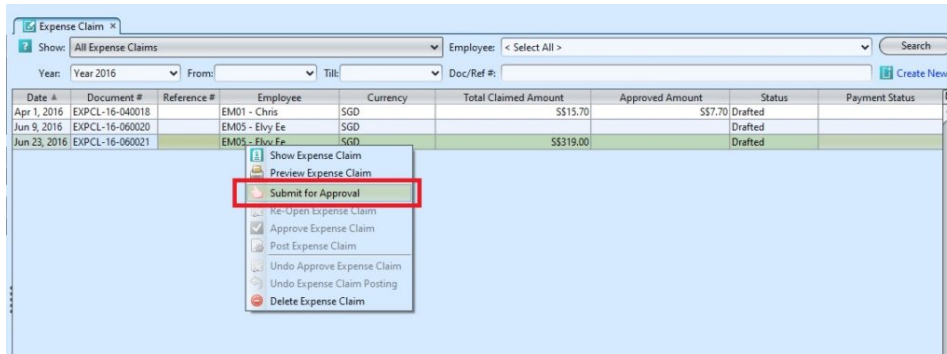 Expense Claim ×
? Show: All Expense Claims Employee: < Select All > Search
Year: Year 2016 From: Till: Doc/Ref #: Create New
Date Document # Reference # Employee Currency Total Claimed Amount Approved Amount Status Payment Status
Apr 1, 2016 EXPCL-16-040018 EM01 - Chris SGD S$15.70 S$7.70 Drafted
Jun 9, 2016 EXPCL-16-060020 EM05 - Elvy Ee SGD Drafted
Jun 23, 2016 EXPCL-16-060021 EM05 - Elvy Ee SGD S$319.00 Drafted
Show Expense Claim
Preview Expense Claim
Submit for Approval
Re-Open Expense Claim
Approve Expense Claim
Post Expense Claim
Undo Approve Expense Claim
Undo Expense Claim Posting
Delete Expense Claim